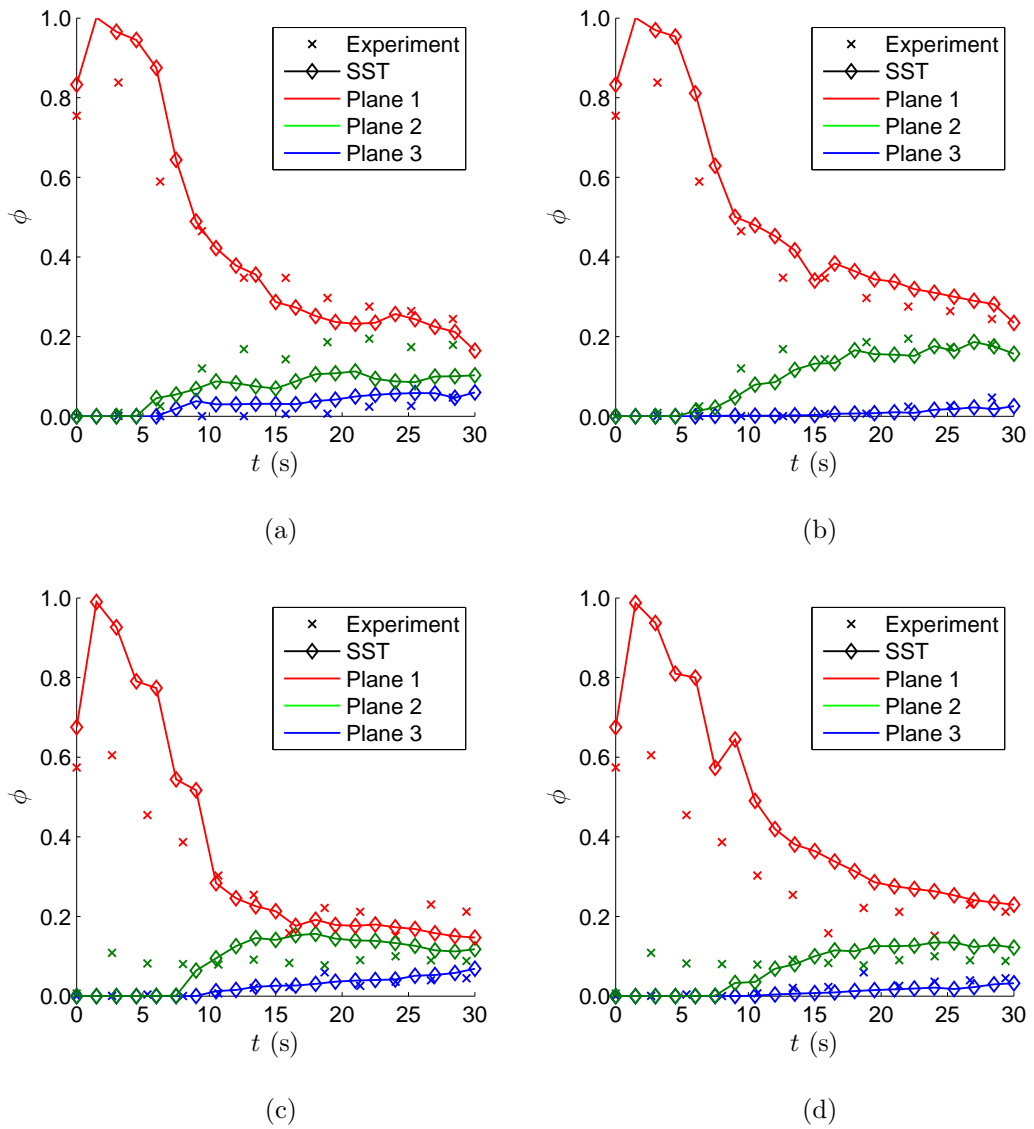 1.0
0.8
0.6
0.4
0.2
0.0
ϕ
0 5 10 15 20 25 30
t (s)
Experiment
SST
Plane 1
Plane 2
Plane 3
(a)
1.0
0.8
0.6
0.4
0.2
0.0
ϕ
0 5 10 15 20 25 30
t (s)
Experiment
SST
Plane 1
Plane 2
Plane 3
(b)
1.0
0.8
0.6
0.4
0.2
0.0
ϕ
0 5 10 15 20 25 30
t (s)
Experiment
SST
Plane 1
Plane 2
Plane 3
(c)
1.0
0.8
0.6
0.4
0.2
0.0
ϕ
0 5 10 15 20 25 30
t (s)
Experiment
SST
Plane 1
Plane 2
Plane 3
(d)